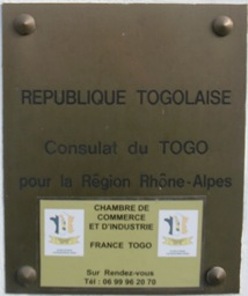 REPUBLIQUE TOGOLAISE
Consulat du TOGO
pour la Région Rhône-Alpes
CHAMBRE DE
COMMERCE
ET D'INDUSTRIE
FRANCE TOGO
Sur Rendez-vous
Tél : 06 99 96 20 70